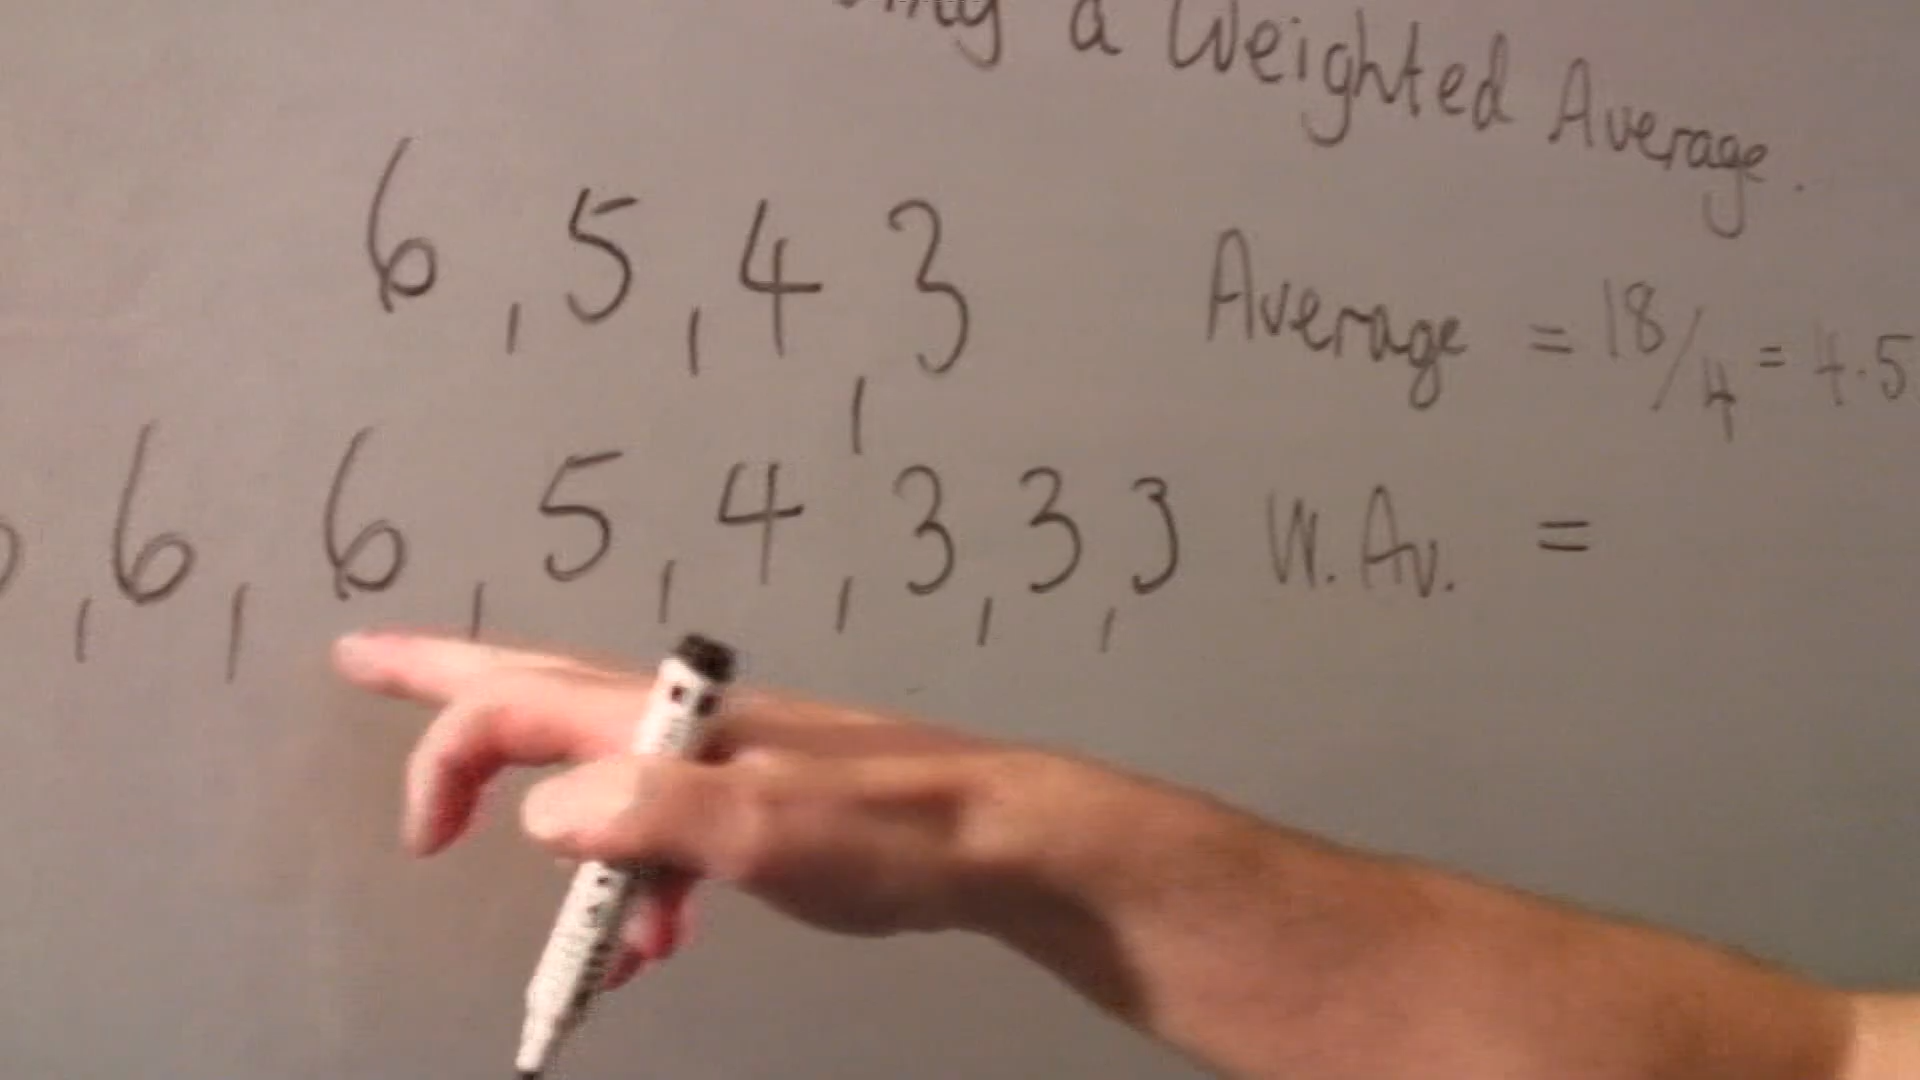 a Weighted Average.
6, 5, 4, 3
Average = 18/4 = 4.5
, 6, 6, 5, 4, 3, 3, 3 W. Av. =